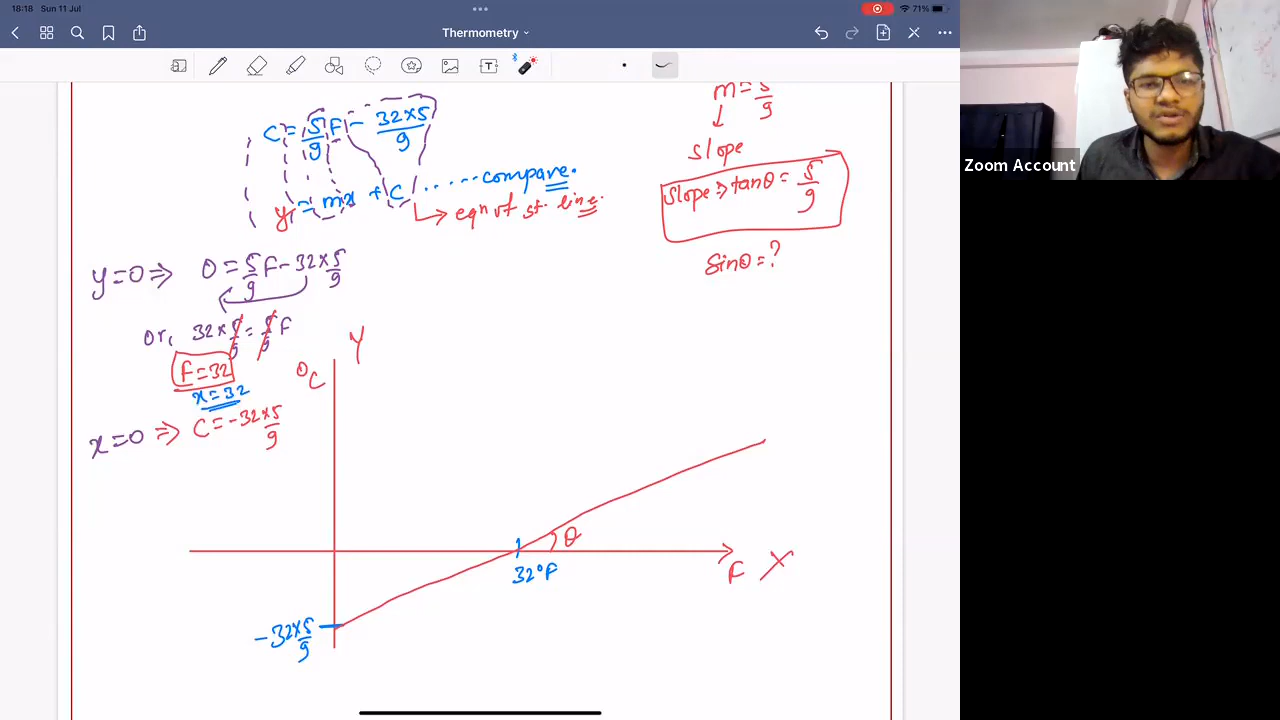 18:18 Sun 11 Jul
71%
Thermometry
C = 5/9 F - 32×5/9
y = mx + C ...... compare.
eqn of st. line.
m = 5/9
slope
slope ⇒ tanθ = 5/9
sinθ = ?
y=0 ⇒ 0 = 5/9 F - 32×5/9
or, 32×5/9 = 5/9 F
F=32
x=32
x=0 ⇒ C = -32×5/9
Y
°C
θ
32°F
F X
-32×5/9
Zoom Account